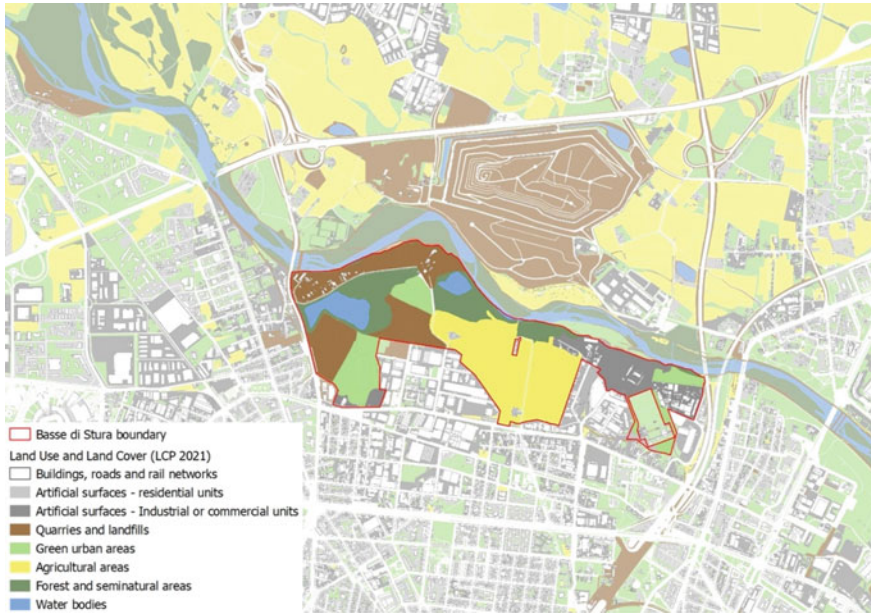 Basse di Stura boundary
Land Use and Land Cover (LCP 2021)
Buildings, roads and rail networks
Artificial surfaces - residential units
Artificial surfaces - Industrial or commercial units
Quarries and landfills
Green urban areas
Agricultural areas
Forest and seminatural areas
Water bodies